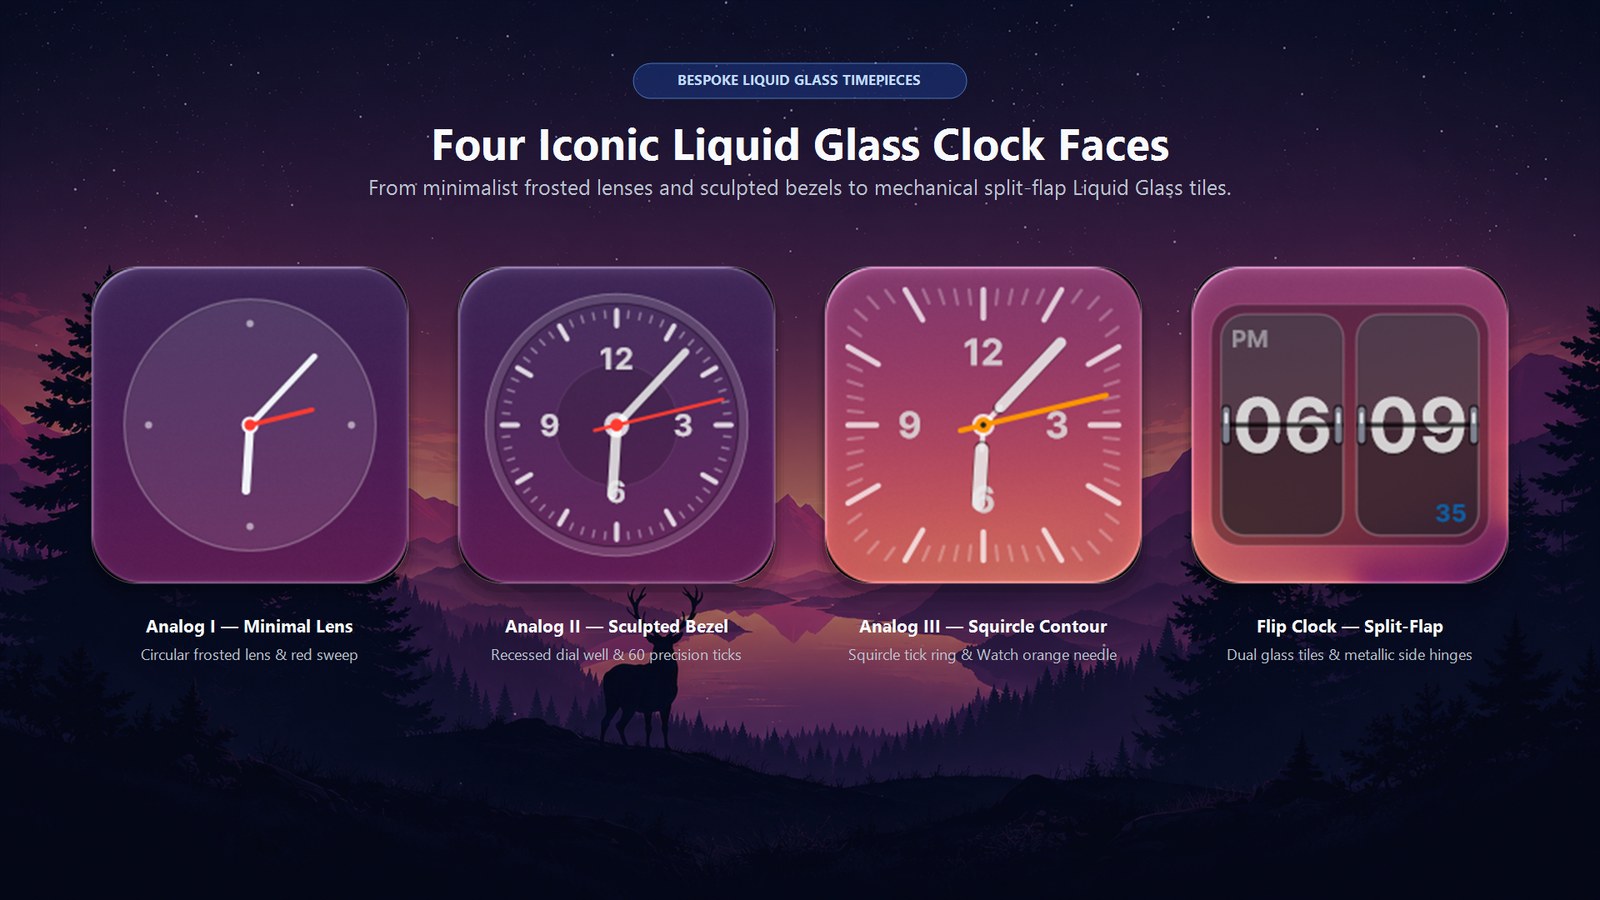 BESPOKE LIQUID GLASS TIMEPIECES
Four Iconic Liquid Glass Clock Faces
From minimalist frosted lenses and sculpted bezels to mechanical split-flap Liquid Glass tiles.
12
9
3
6
12
9
3
6
PM
06 09
35
Analog I — Minimal Lens
Circular frosted lens & red sweep
Analog II — Sculpted Bezel
Recessed dial well & 60 precision ticks
Analog III — Squircle Contour
Squircle tick ring & Watch orange needle
Flip Clock — Split-Flap
Dual glass tiles & metallic side hinges